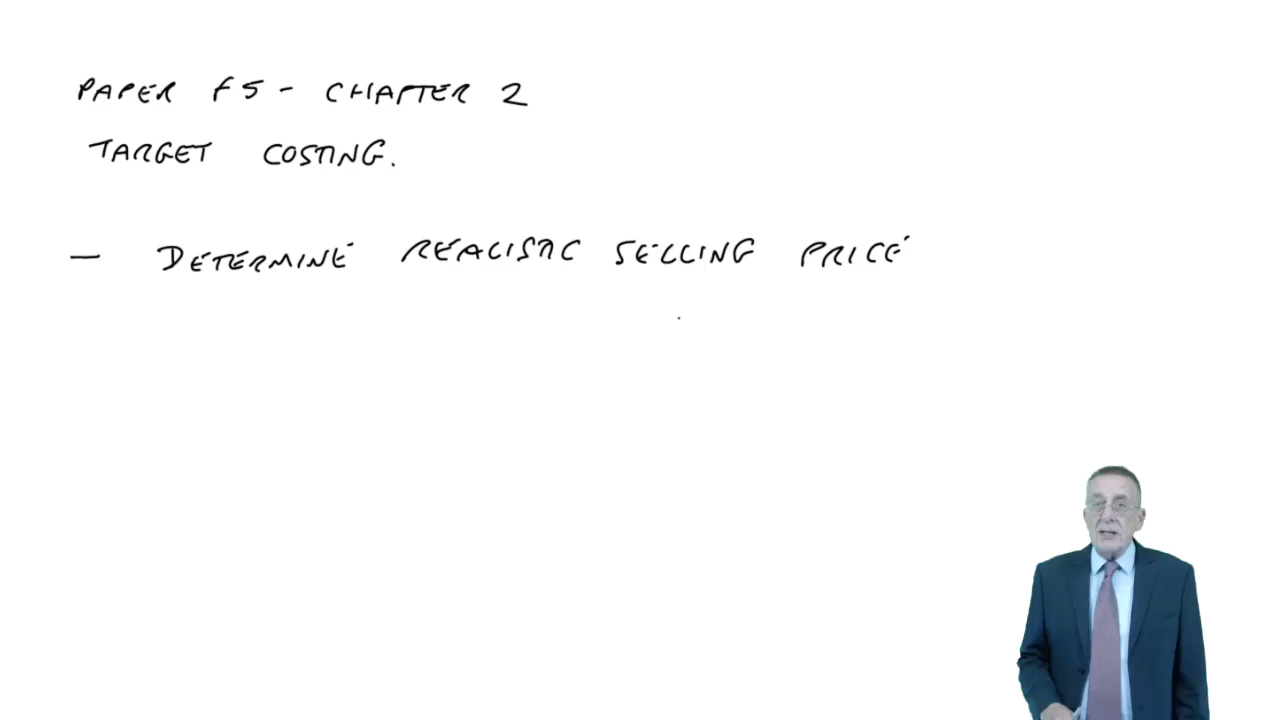 PAPER F5 - CHAPTER 2
TARGET COSTING.
- DETERMINE REALISTIC SELLING PRICE